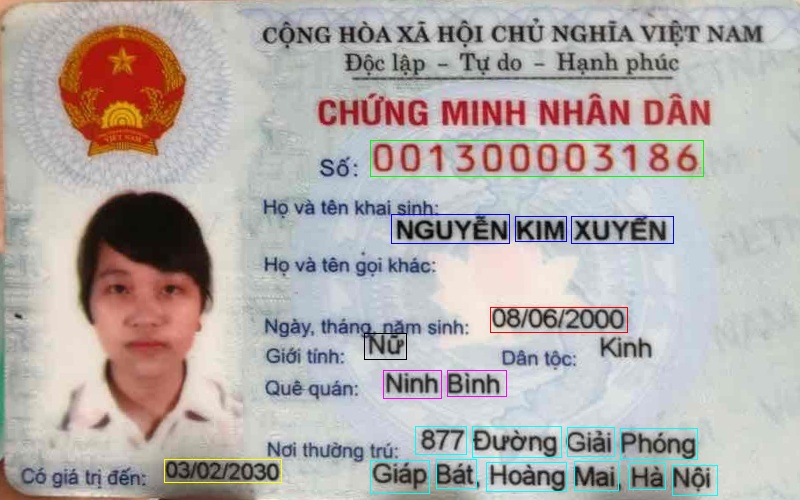 CỘNG HÒA XÃ HỘI CHỦ NGHĨA VIỆT NAM
Độc lập - Tự do - Hạnh phúc
CHỨNG MINH NHÂN DÂN
Số: 001300003186
Họ và tên khai sinh:
NGUYỄN KIM XUYẾN
Họ và tên gọi khác:
Ngày, tháng, năm sinh: 08/06/2000
Giới tính: Nữ Dân tộc: Kinh
Quê quán: Ninh Bình
Nơi thường trú: 877 Đường Giải Phóng
Giáp Bát, Hoàng Mai, Hà Nội
Có giá trị đến: 03/02/2030
VIỆT NAM